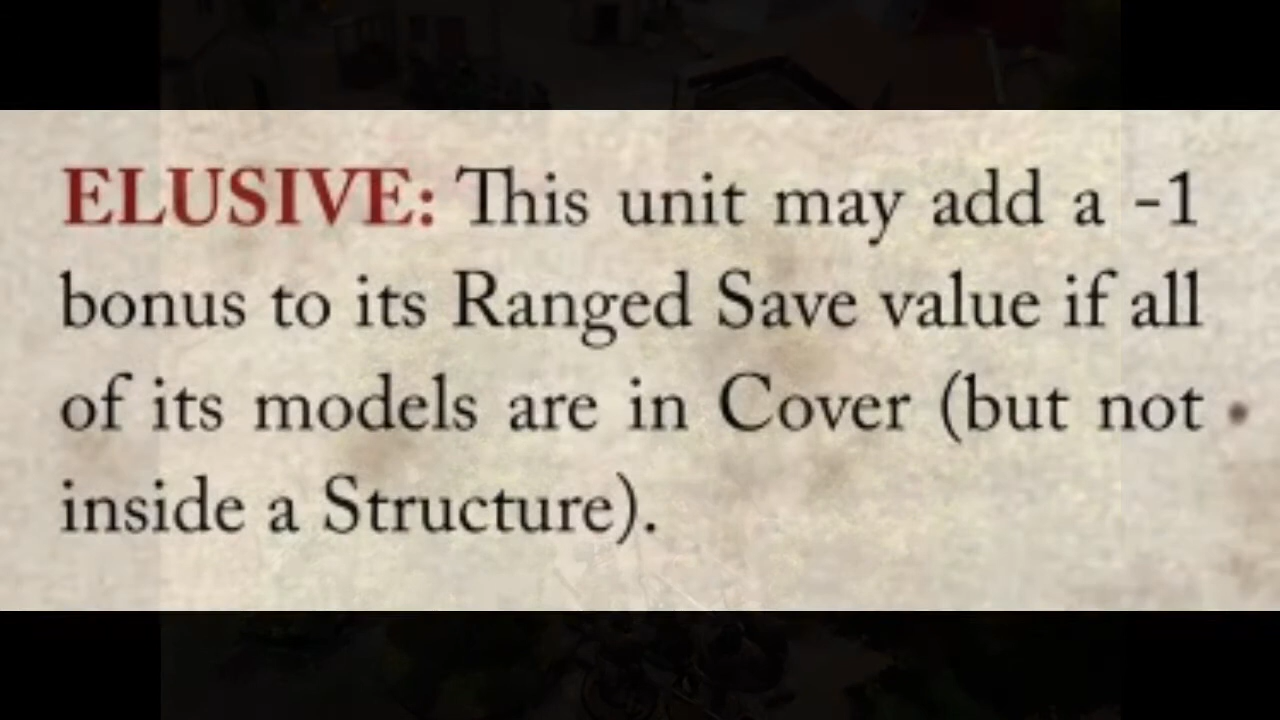 ELUSIVE: This unit may add a -1
bonus to its Ranged Save value if all
of its models are in Cover (but not
inside a Structure).